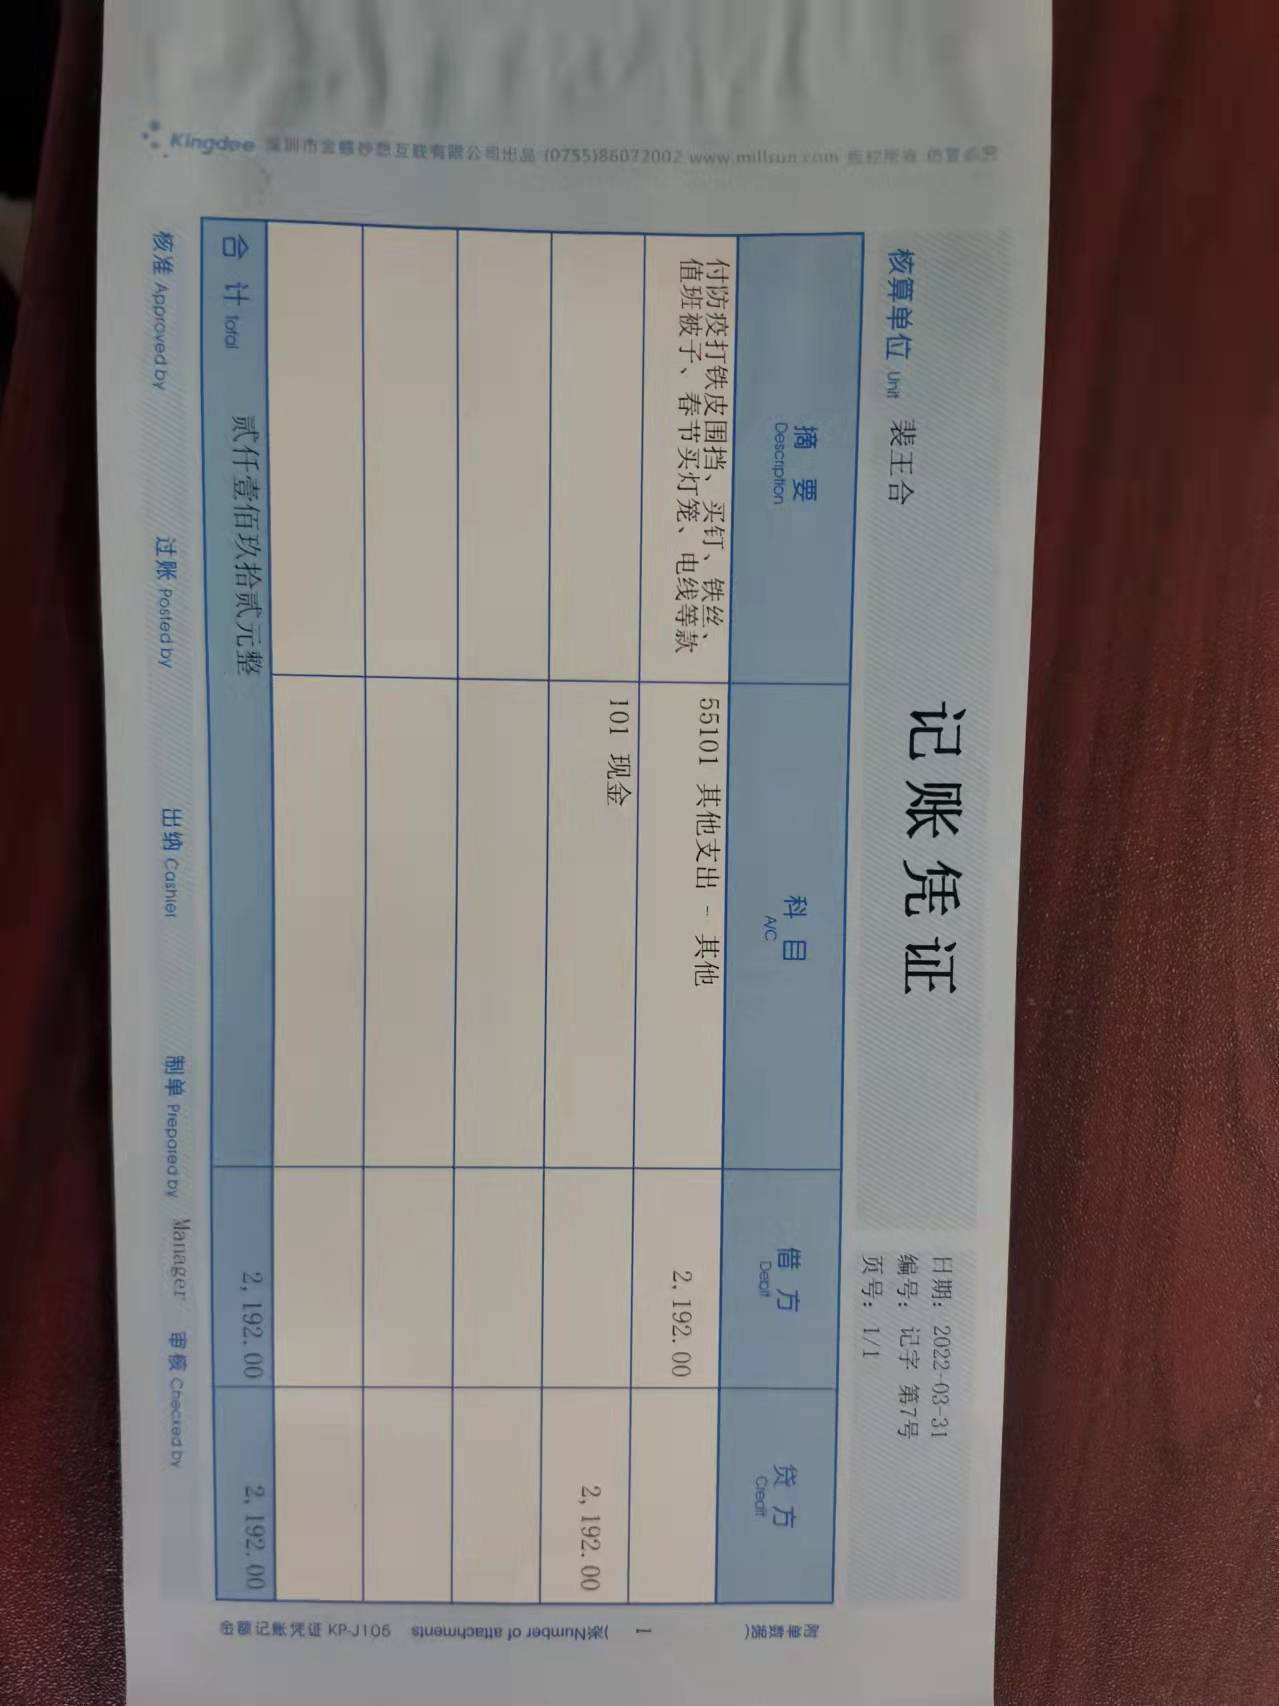 记账凭证
日期：2022-03-31
核算单位 Unit 裴王合
编号：记字 第7号
页号：1/1
摘要 Description
科目 A/C
借方 Debit
贷方 Credit
付防疫打铁皮围挡、买钉、铁丝、
值班被子、春节买灯笼、电线等款
55101 其他支出 - 其他
2,192.00
101 现金
2,192.00
合计 Total 贰仟壹佰玖拾贰元整
2,192.00
2,192.00
核准 Approved by 过账 Posted by 出纳 Cashier 制单 Prepared by Manager 审核 Checked by
附单数据( 1 )张 Number of attachments
金额记账凭证 KP-J105
Kingdee 深圳市金蝶妙想互联有限公司出品 (0755)86072002 www.millsun.com 版权所有 仿冒必究